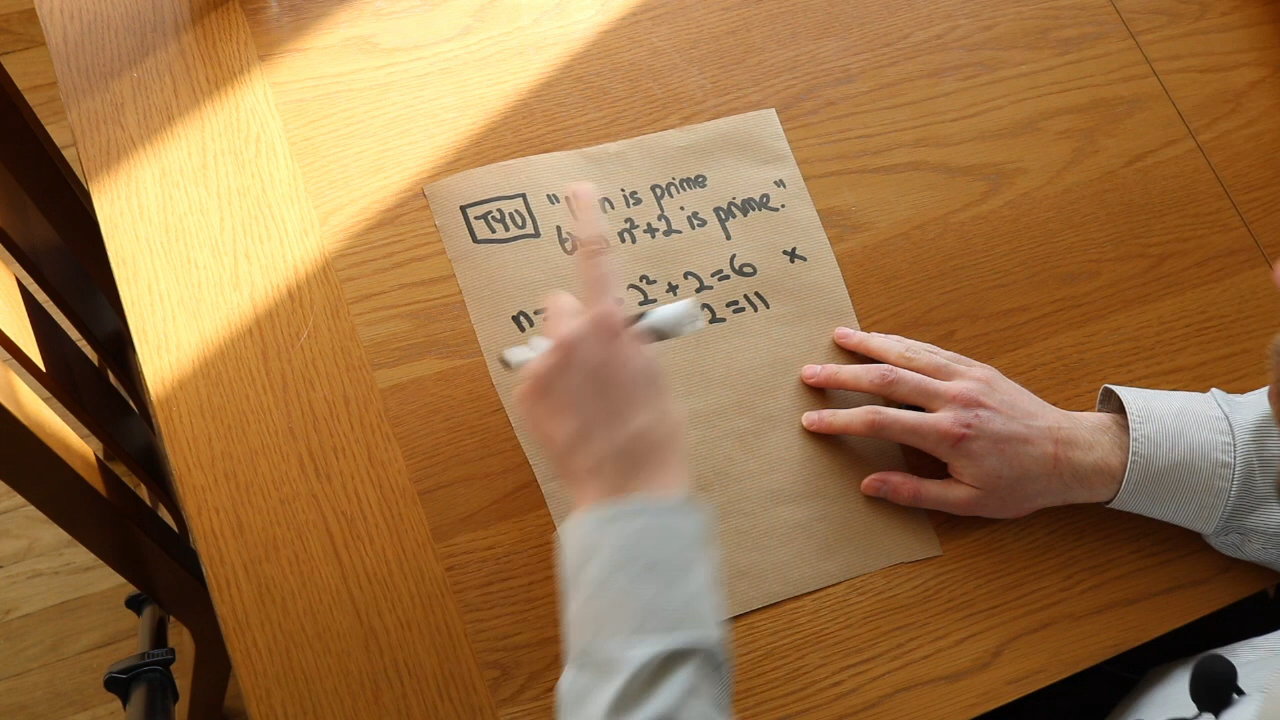 TYU
" n is prime
n²+2 is prime."
n= 2²+2=6 x
2=11